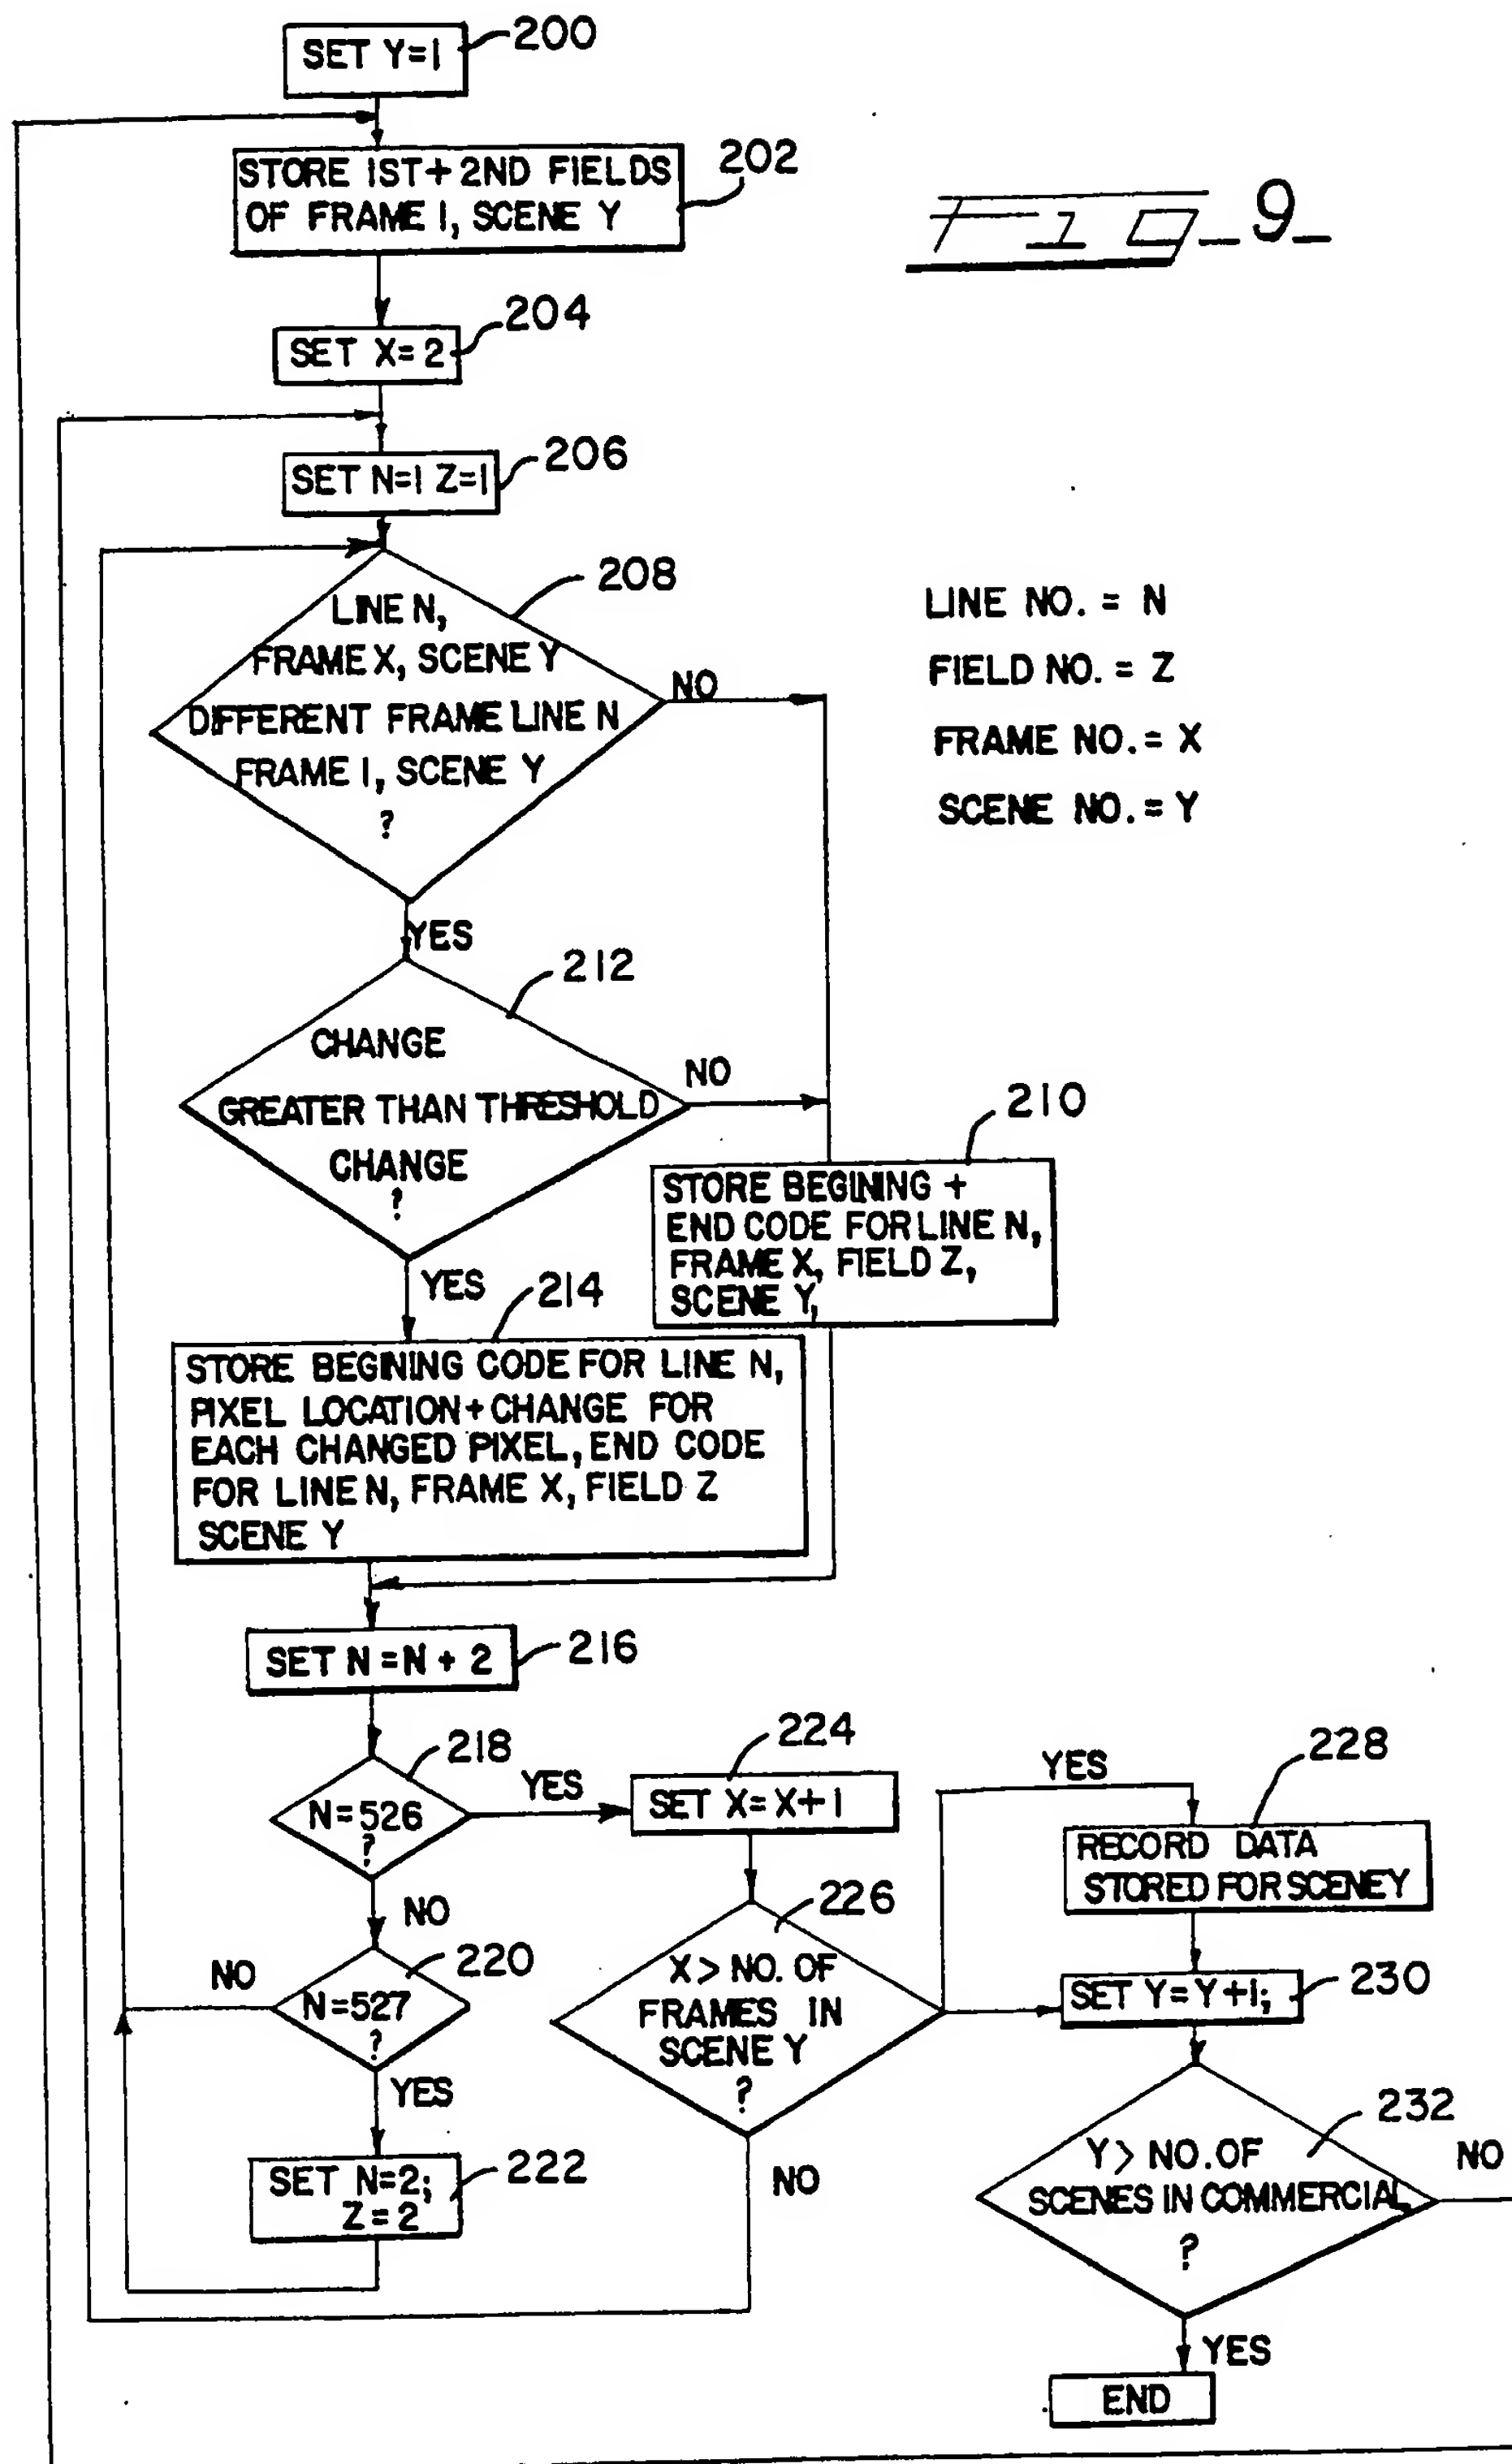 SET Y=1
200
STORE 1ST+2ND FIELDS
OF FRAME 1, SCENE Y
202
FIG_9_
SET X=2
204
SET N=1 Z=1
206
LINE N,
FRAME X, SCENE Y
DIFFERENT FRAME LINE N
FRAME 1, SCENE Y
?
208
NO
LINE NO. = N
FIELD NO. = Z
FRAME NO. = X
SCENE NO. = Y
YES
CHANGE
GREATER THAN THRESHOLD
CHANGE
?
212
NO
STORE BEGINING +
END CODE FOR LINE N,
FRAME X, FIELD Z,
SCENE Y,
210
YES
STORE BEGINING CODE FOR LINE N,
PIXEL LOCATION+CHANGE FOR
EACH CHANGED PIXEL, END CODE
FOR LINE N, FRAME X, FIELD Z
SCENE Y
214
SET N=N+2
216
N=526
?
218
YES
SET X=X+1
224
YES
RECORD DATA
STORED FOR SCENEY
228
NO
N=527
?
220
NO
X > NO. OF
FRAMES IN
SCENE Y
?
226
SET Y=Y+1;
230
YES
SET N=2;
Z=2
222
NO
Y> NO. OF
SCENES IN COMMERCIAL
?
232
NO
YES
END